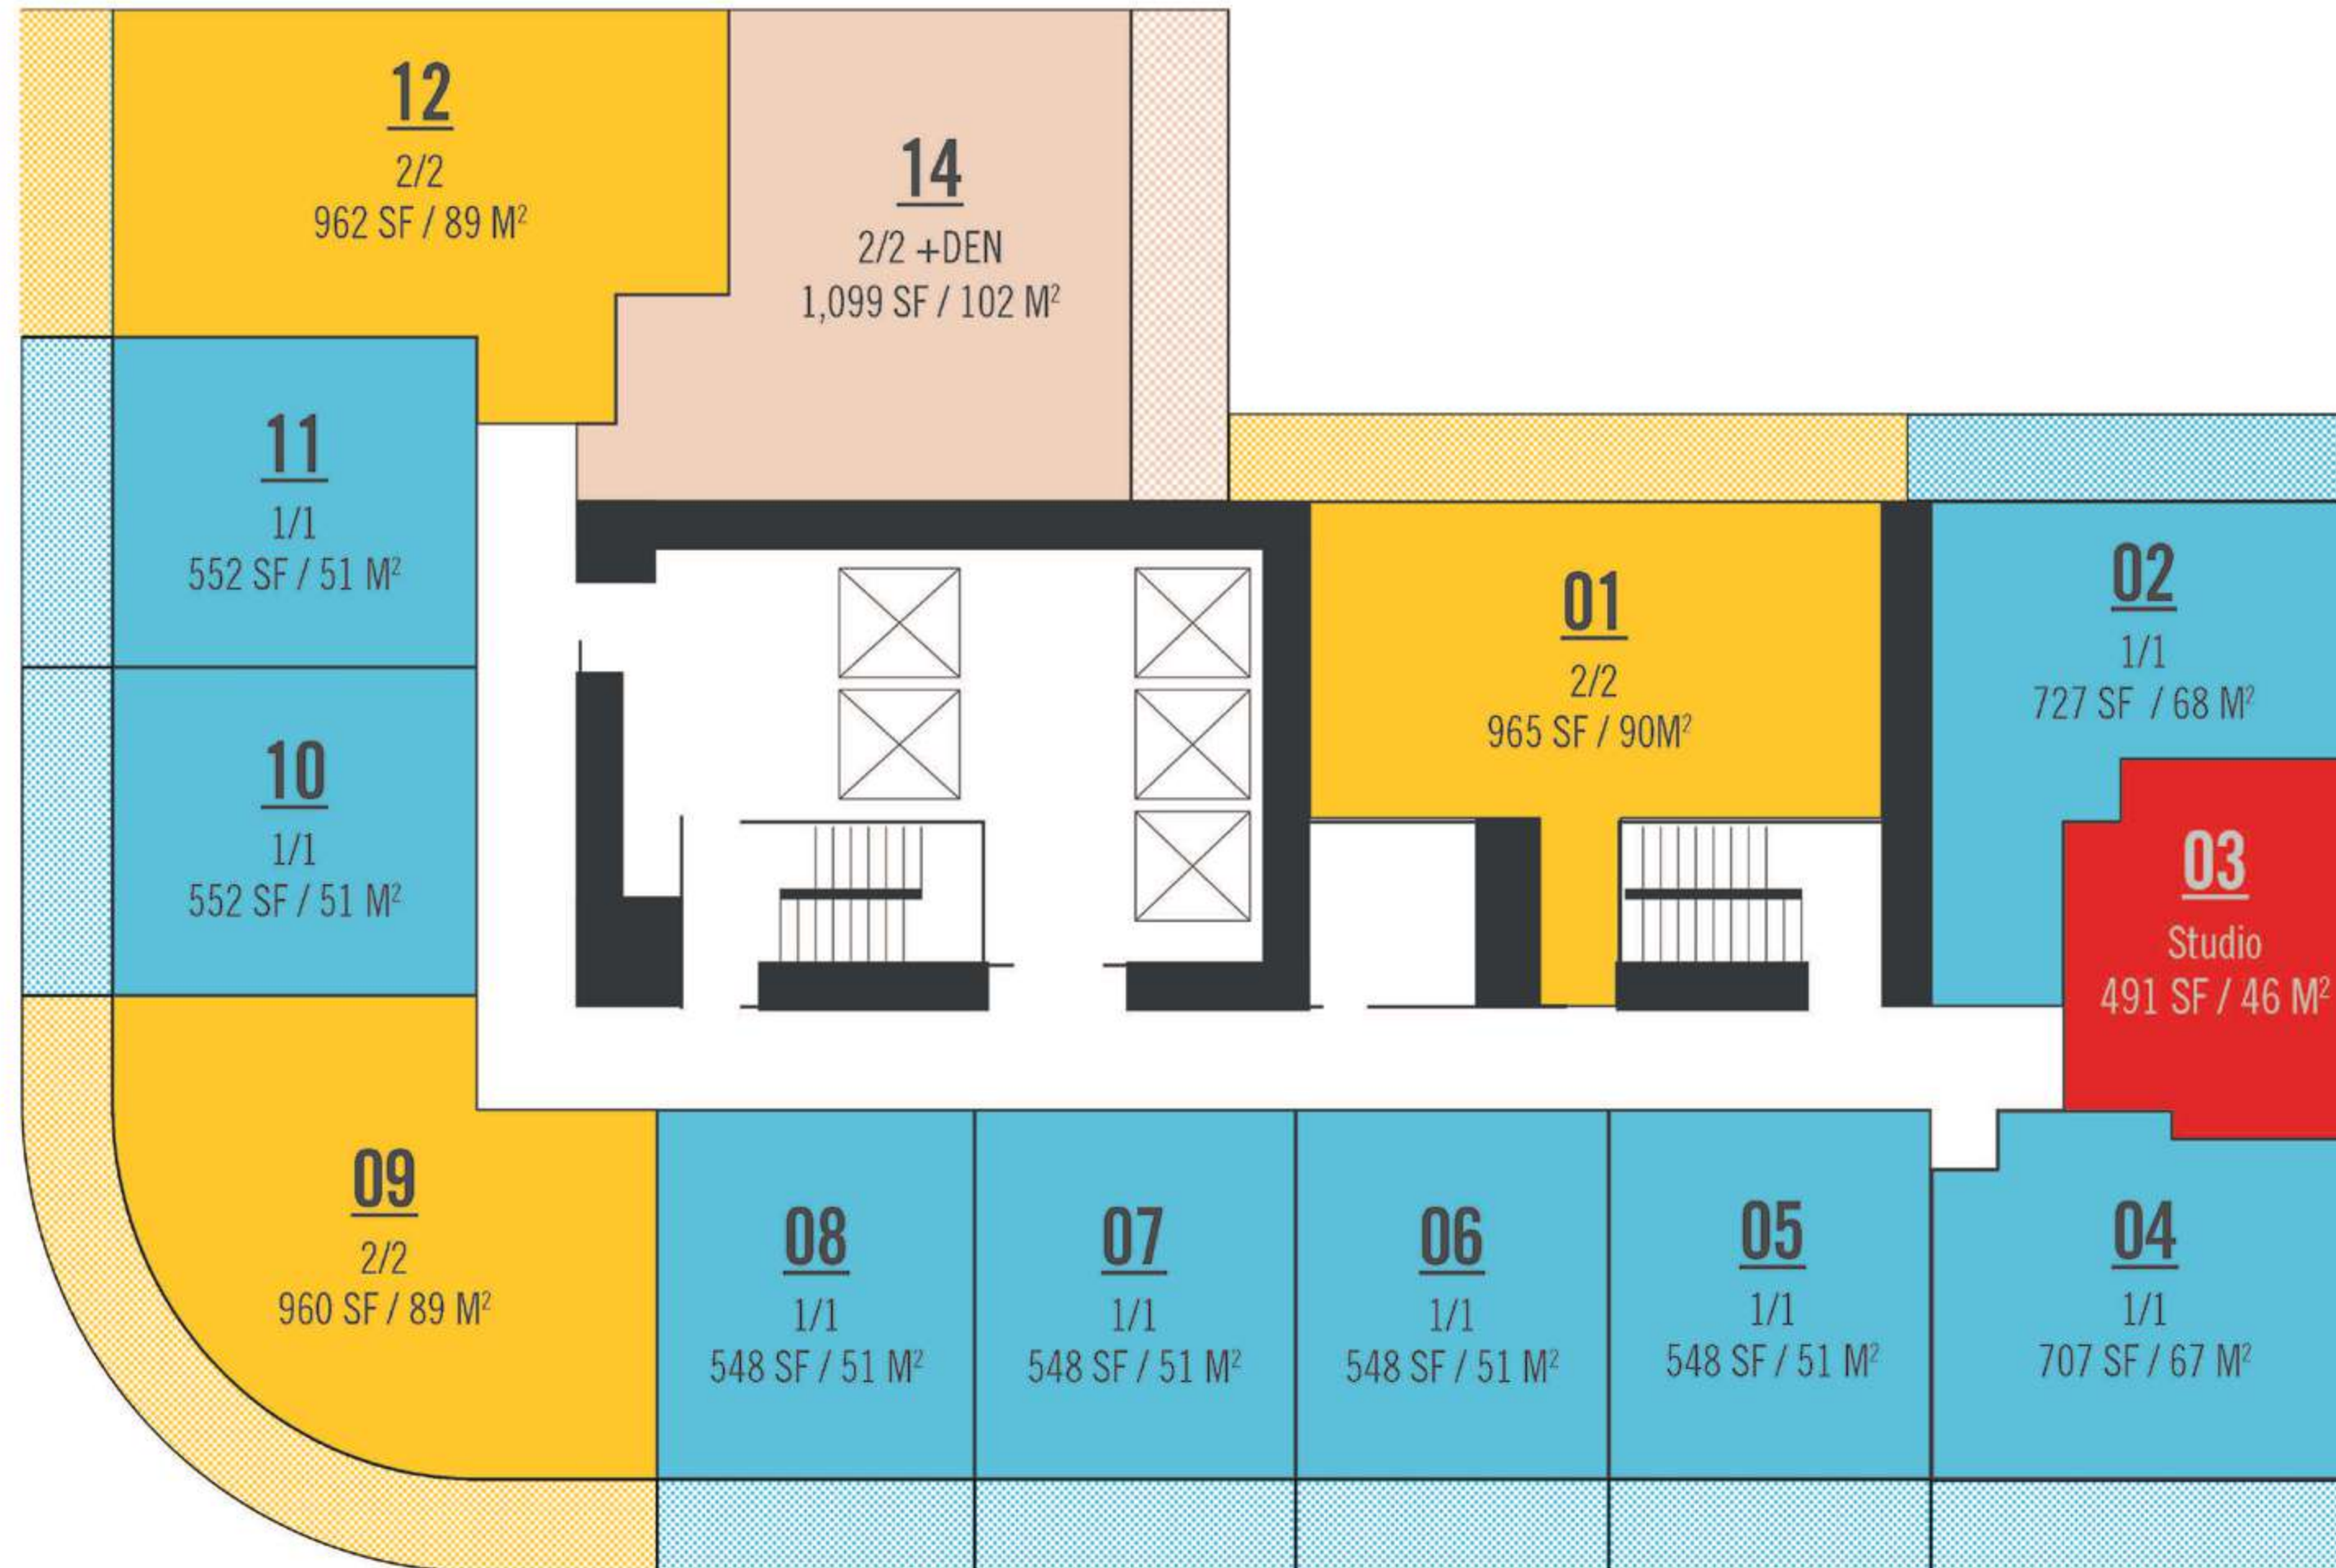 12
2/2
962 SF / 89 M²
14
2/2 +DEN
1,099 SF / 102 M²
11
1/1
552 SF / 51 M²
01
2/2
965 SF / 90M²
02
1/1
727 SF / 68 M²
10
1/1
552 SF / 51 M²
03
Studio
491 SF / 46 M²
09
2/2
960 SF / 89 M²
08
1/1
548 SF / 51 M²
07
1/1
548 SF / 51 M²
06
1/1
548 SF / 51 M²
05
1/1
548 SF / 51 M²
04
1/1
707 SF / 67 M²